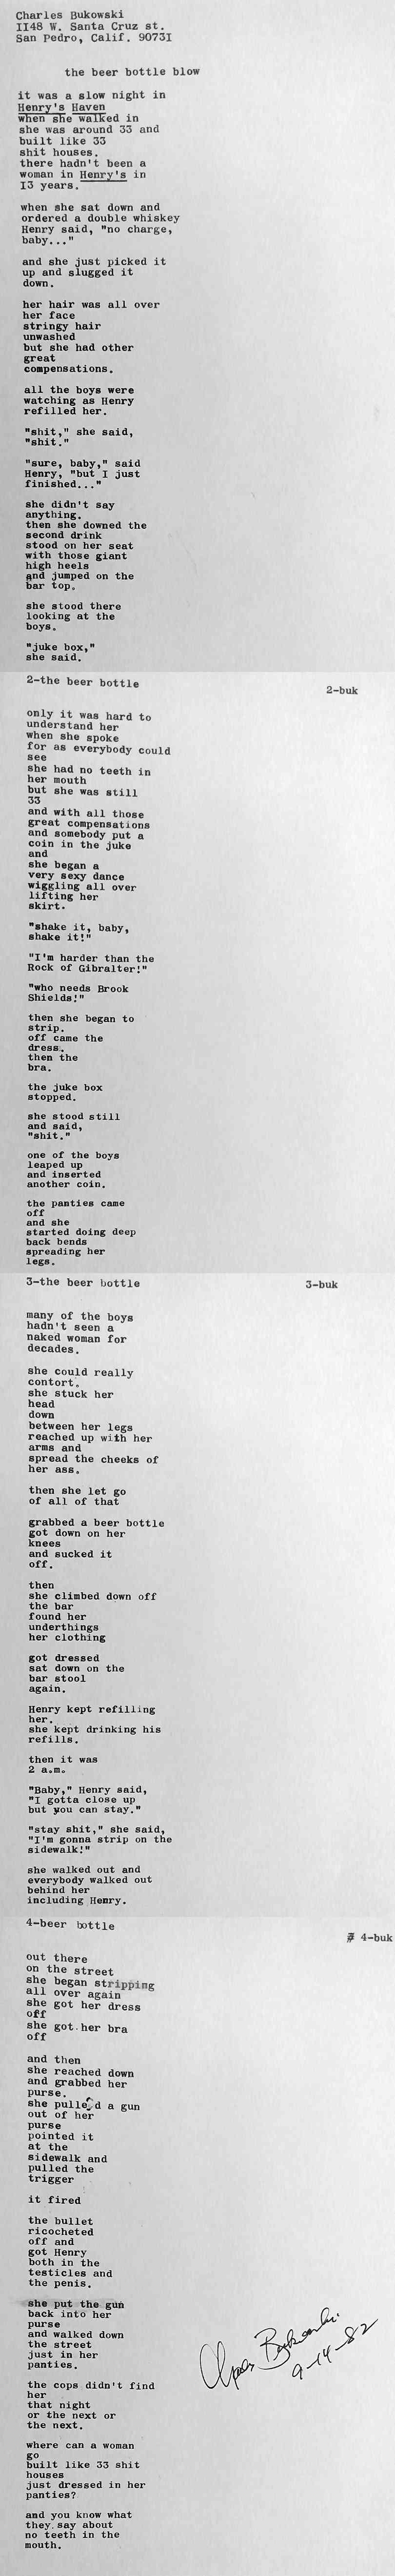 Charles Bukowski
II48 W. Santa Cruz st.
San Pedro, Calif. 9073I
the beer bottle blow
it was a slow night in
Henry's Haven
when she walked in
she was around 33 and
built like 33
shit houses.
there hadn't been a
woman in Henry's in
I3 years.
when she sat down and
ordered a double whiskey
Henry said, "no charge,
baby..."
and she just picked it
up and slugged it
down.
her hair was all over
her face
stringy hair
unwashed
but she had other
great
compensations.
all the boys were
watching as Henry
refilled her.
"shit," she said,
"shit."
"sure, baby," said
Henry, "but I just
finished..."
she didn't say
anything.
then she downed the
second drink
stood on her seat
with those giant
high heels
and jumped on the
bar top.
she stood there
looking at the
boys.
"juke box,"
she said.
2-the beer bottle
2-buk
only it was hard to
understand her
when she spoke
for as everybody could
see
she had no teeth in
her mouth
but she was still
33
and with all those
great compensations
and somebody put a
coin in the juke
and
she began a
very sexy dance
wiggling all over
lifting her
skirt.
"shake it, baby,
shake it!"
"I'm harder than the
Rock of Gibralter!"
"who needs Brook
Shields!"
then she began to
strip.
off came the
dress.
then the
bra.
the juke box
stopped.
she stood still
and said,
"shit."
one of the boys
leaped up
and inserted
another coin.
the panties came
off
and she
started doing deep
back bends
spreading her
legs.
3-the beer bottle
3-buk
many of the boys
hadn't seen a
naked woman for
decades.
she could really
contort.
she stuck her
head
down
between her legs
reached up with her
arms and
spread the cheeks of
her ass.
then she let go
of all of that
grabbed a beer bottle
got down on her
knees
and sucked it
off.
then
she climbed down off
the bar
found her
underthings
her clothing
got dressed
sat down on the
bar stool
again.
Henry kept refilling
her.
she kept drinking his
refills.
then it was
2 a.m.
"Baby," Henry said,
"I gotta close up
but you can stay."
"stay shit," she said,
"I'm gonna strip on the
sidewalk!"
she walked out and
everybody walked out
behind her
including Henry.
4-beer bottle
# 4-buk
out there
on the street
she began stripping
all over again
she got her dress
off
she got her bra
off
and then
she reached down
and grabbed her
purse.
she pulled a gun
out of her
purse
pointed it
at the
sidewalk and
pulled the
trigger
it fired
the bullet
ricocheted
off and
got Henry
both in the
testicles and
the penis.
she put the gun
back into her
purse
and walked down
the street
just in her
panties.
the cops didn't find
her
that night
or the next or
the next.
where can a woman
go
built like 33 shit
houses
just dressed in her
panties?
and you know what
they say about
no teeth in the
mouth.
Charles Bukowski
9-14-82